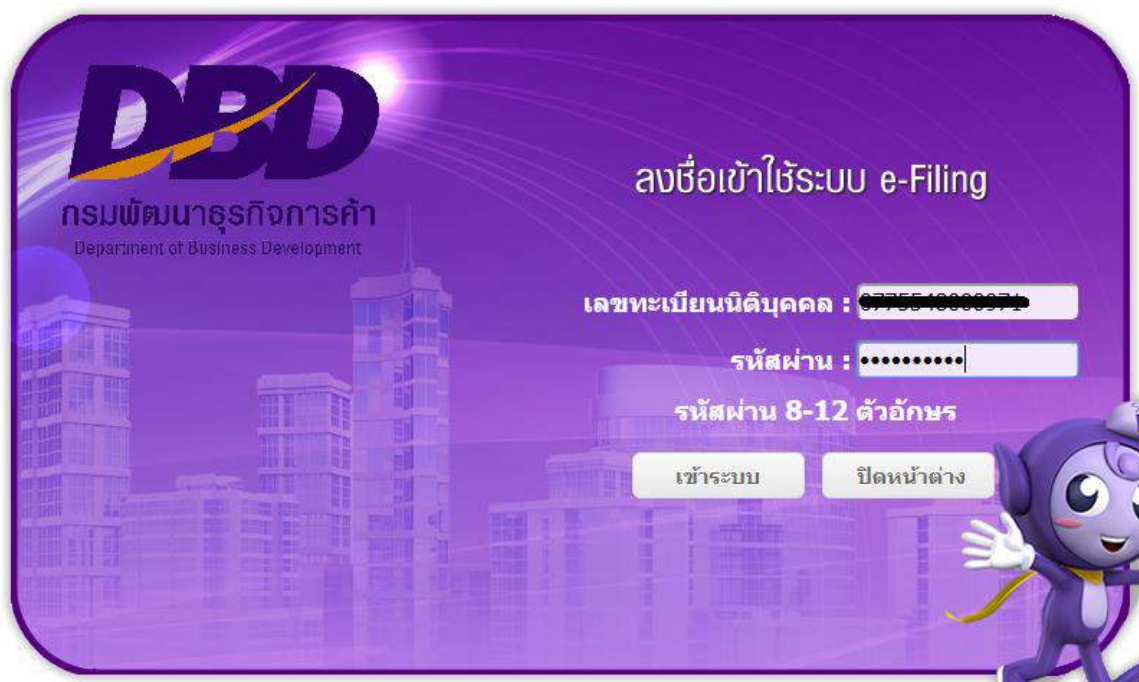 DBD
กรมพัฒนาธุรกิจการค้า
Department of Business Development
ลงชื่อเข้าใช้ระบบ e-Filing
เลขทะเบียนนิติบุคคล :
รหัสผ่าน : ••••••••••
รหัสผ่าน 8-12 ตัวอักษร
เข้าระบบ ปิดหน้าต่าง